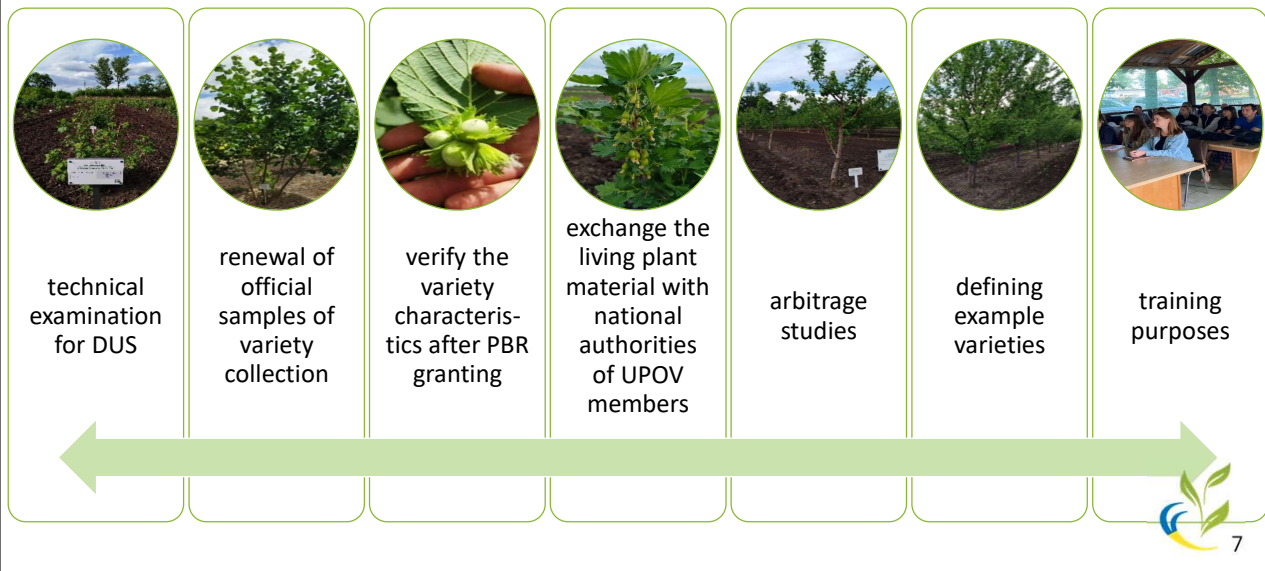 technical
examination
for DUS
renewal of
official
samples of
variety
collection
verify the
variety
characteris-
tics after PBR
granting
exchange the
living plant
material with
national
authorities
of UPOV
members
arbitrage
studies
defining
example
varieties
training
purposes
7